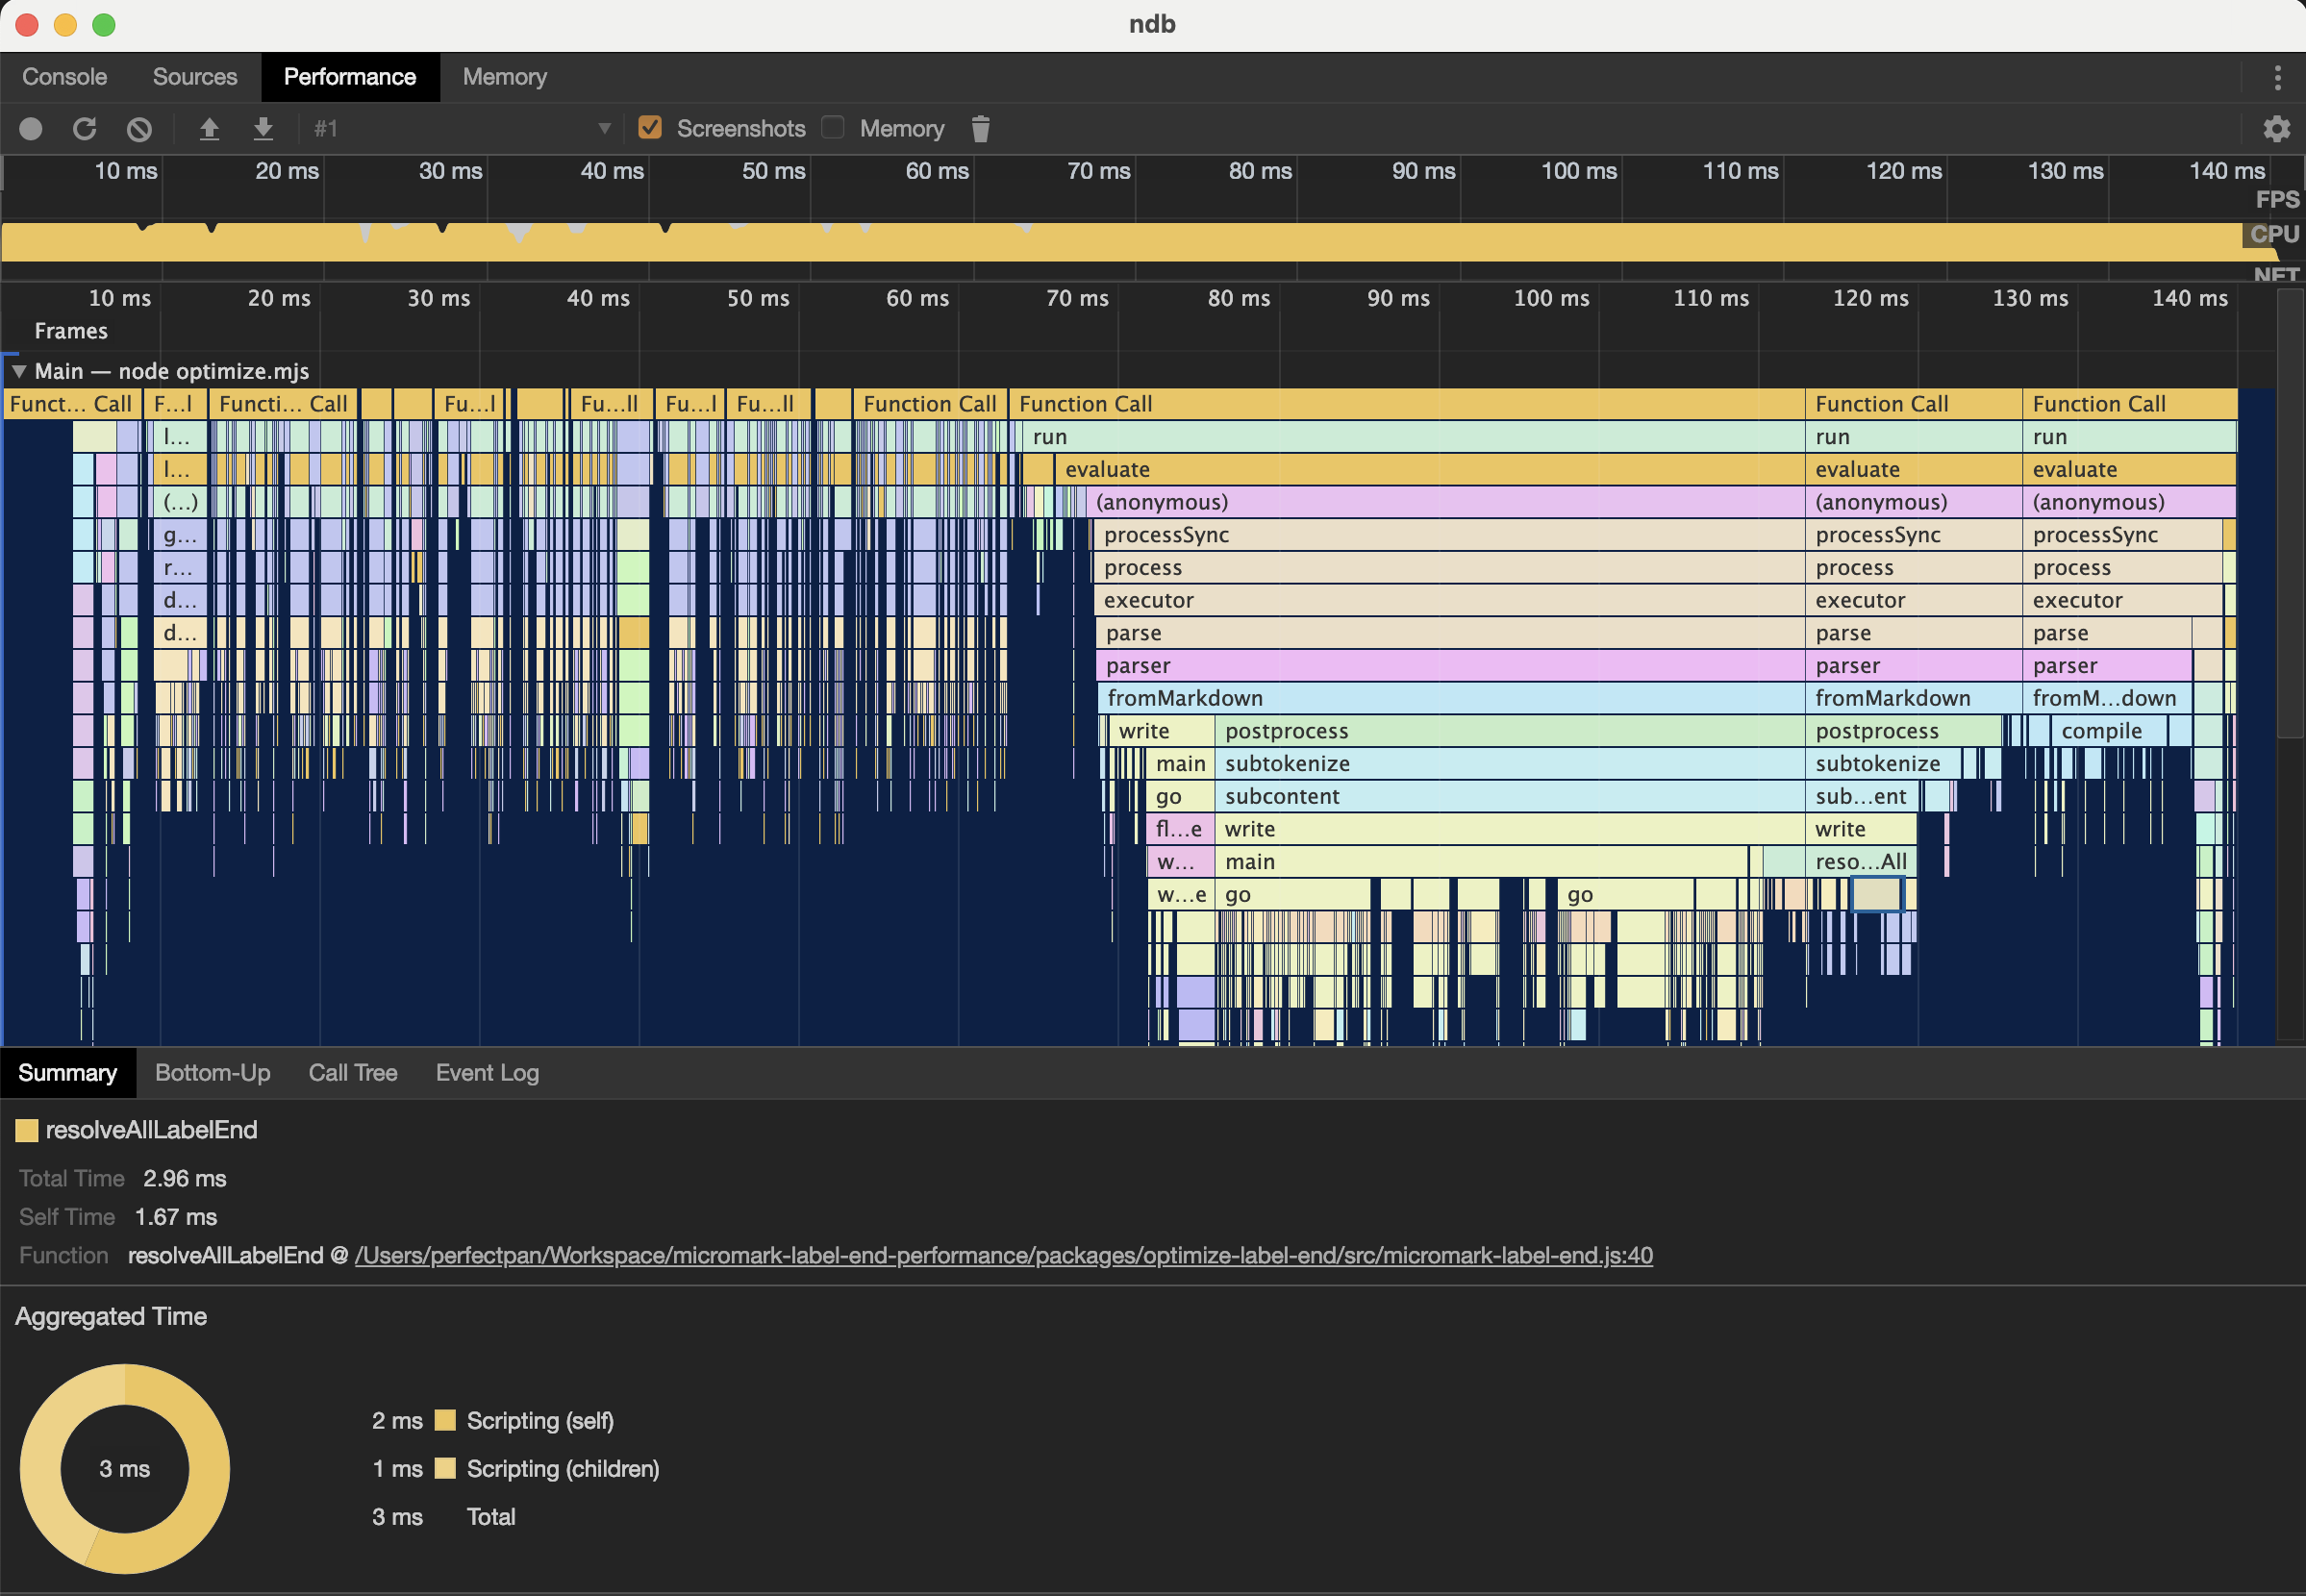 ndb
Console Sources Performance Memory
#1 Screenshots Memory
10 ms 20 ms 30 ms 40 ms 50 ms 60 ms 70 ms 80 ms 90 ms 100 ms 110 ms 120 ms 130 ms 140 ms
FPS
CPU
NET
10 ms 20 ms 30 ms 40 ms 50 ms 60 ms 70 ms 80 ms 90 ms 100 ms 110 ms 120 ms 130 ms 140 ms
Frames
Main — node optimize.mjs
Funct… Call F…l Functi… Call Fu…l Fu…ll Fu…l Fu…ll Function Call Function Call Function Call Function Call
l… run run run
l… evaluate evaluate evaluate
(…) (anonymous) (anonymous) (anonymous)
g… processSync processSync processSync
r… process process process
d… executor executor executor
d… parse parse parse
parser parser parser
fromMarkdown fromMarkdown fromM…down
write postprocess postprocess compile
main subtokenize subtokenize
go subcontent sub…ent
fl…e write write
w… main reso…All
w…e go go
Summary Bottom-Up Call Tree Event Log
resolveAllLabelEnd
Total Time 2.96 ms
Self Time 1.67 ms
Function resolveAllLabelEnd @ /Users/perfectpan/Workspace/micromark-label-end-performance/packages/optimize-label-end/src/micromark-label-end.js:40
Aggregated Time
3 ms
2 ms Scripting (self)
1 ms Scripting (children)
3 ms Total